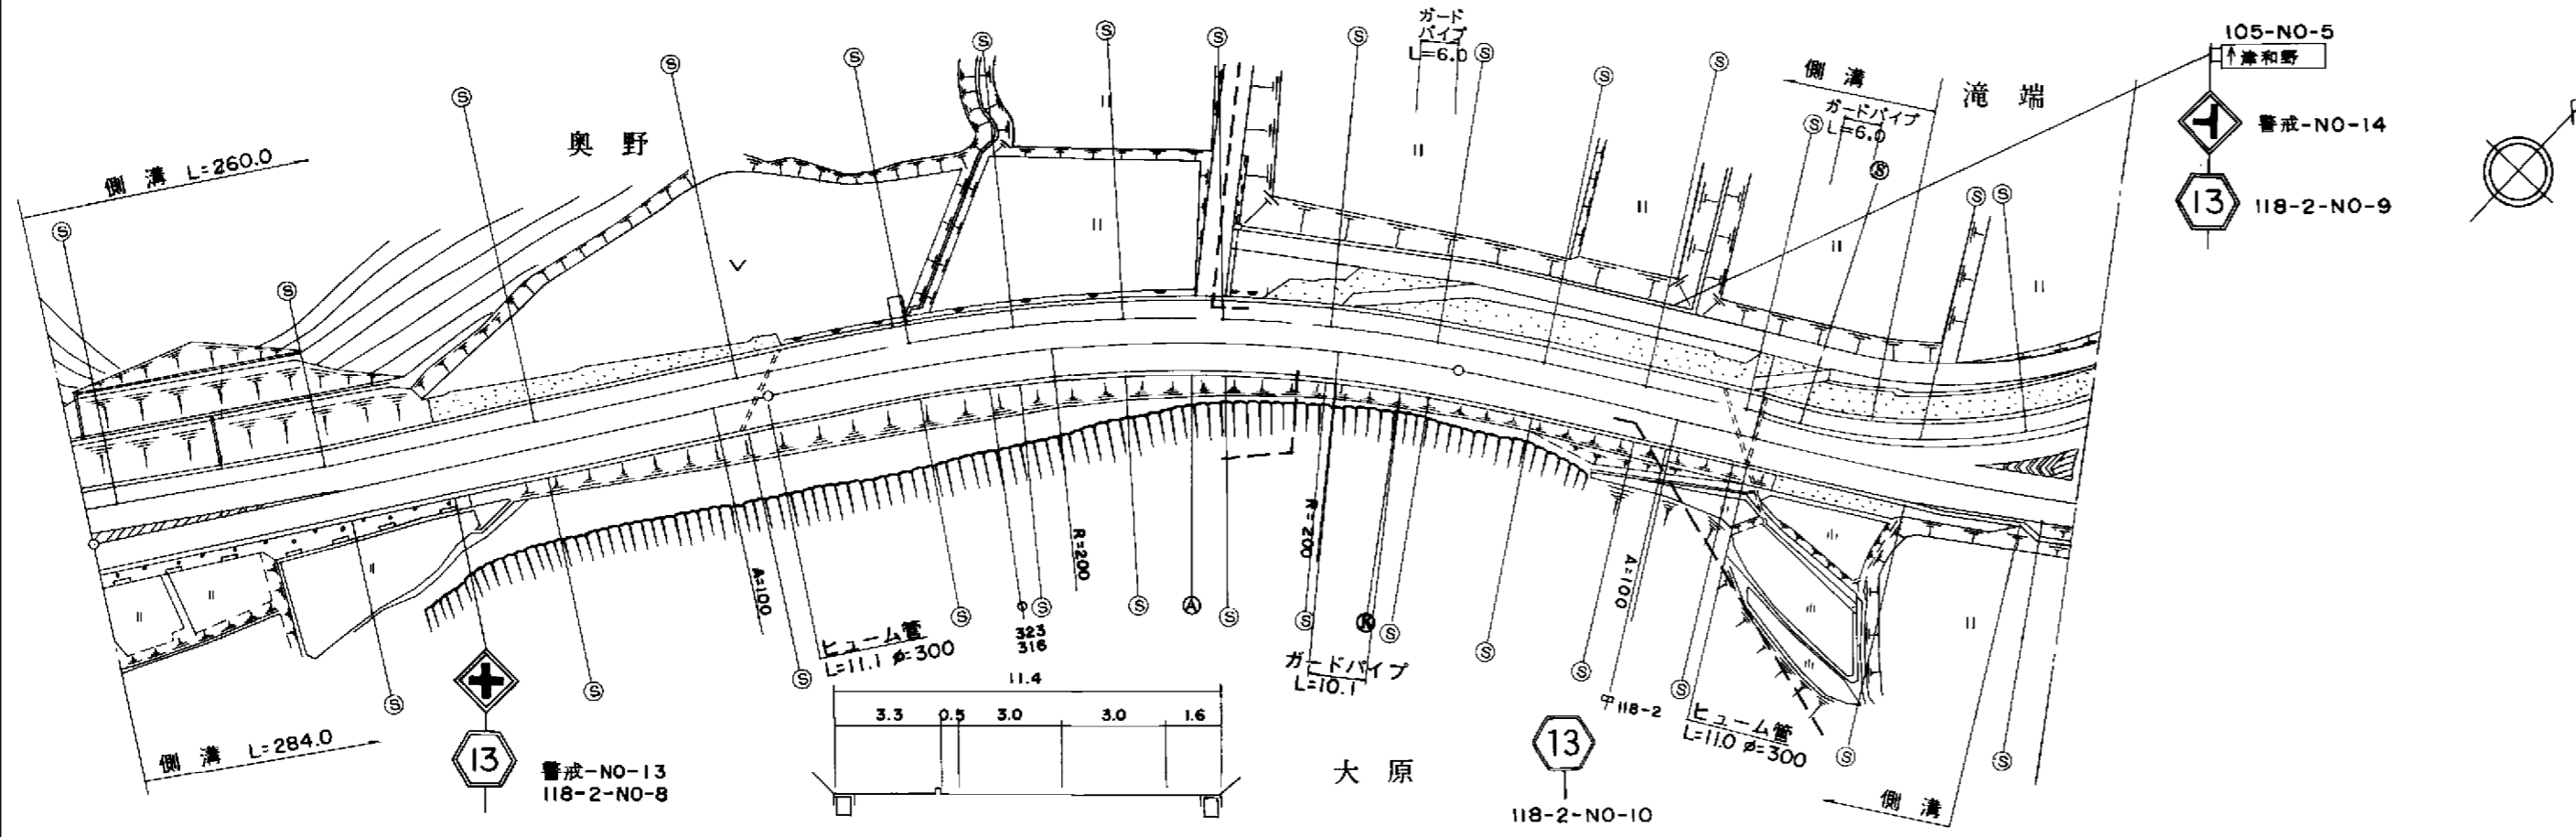 側溝 L=260.0
奥野
ガード
パイプ
L=6.0
側溝
ガードパイプ
L=6.0
滝端
105-NO-5
↑津和野
警戒-NO-14
13
118-2-NO-9
A=100
ヒューム管
L=11.1 φ=300
323
316
R=200
R=200
ガードパイプ
L=10.1
A=100
118-2
ヒューム管
L=11.0 φ=300
側溝 L=284.0
13
警戒-NO-13
118-2-NO-8
11.4
3.3 0.5 3.0 3.0 1.6
大原
13
118-2-NO-10
側溝